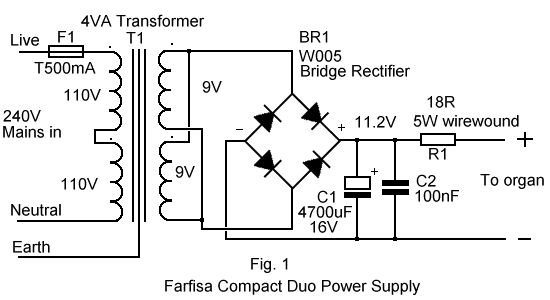 4VA Transformer
Live
F1
T1
BR1
W005
Bridge Rectifier
T500mA
110V
9V
240V
Mains in
18R
5W wirewound
−
+
11.2V
+
R1
110V
9V
+
C1
4700uF
16V
C2
100nF
To organ
Neutral
Earth
−
Fig. 1
Farfisa Compact Duo Power Supply